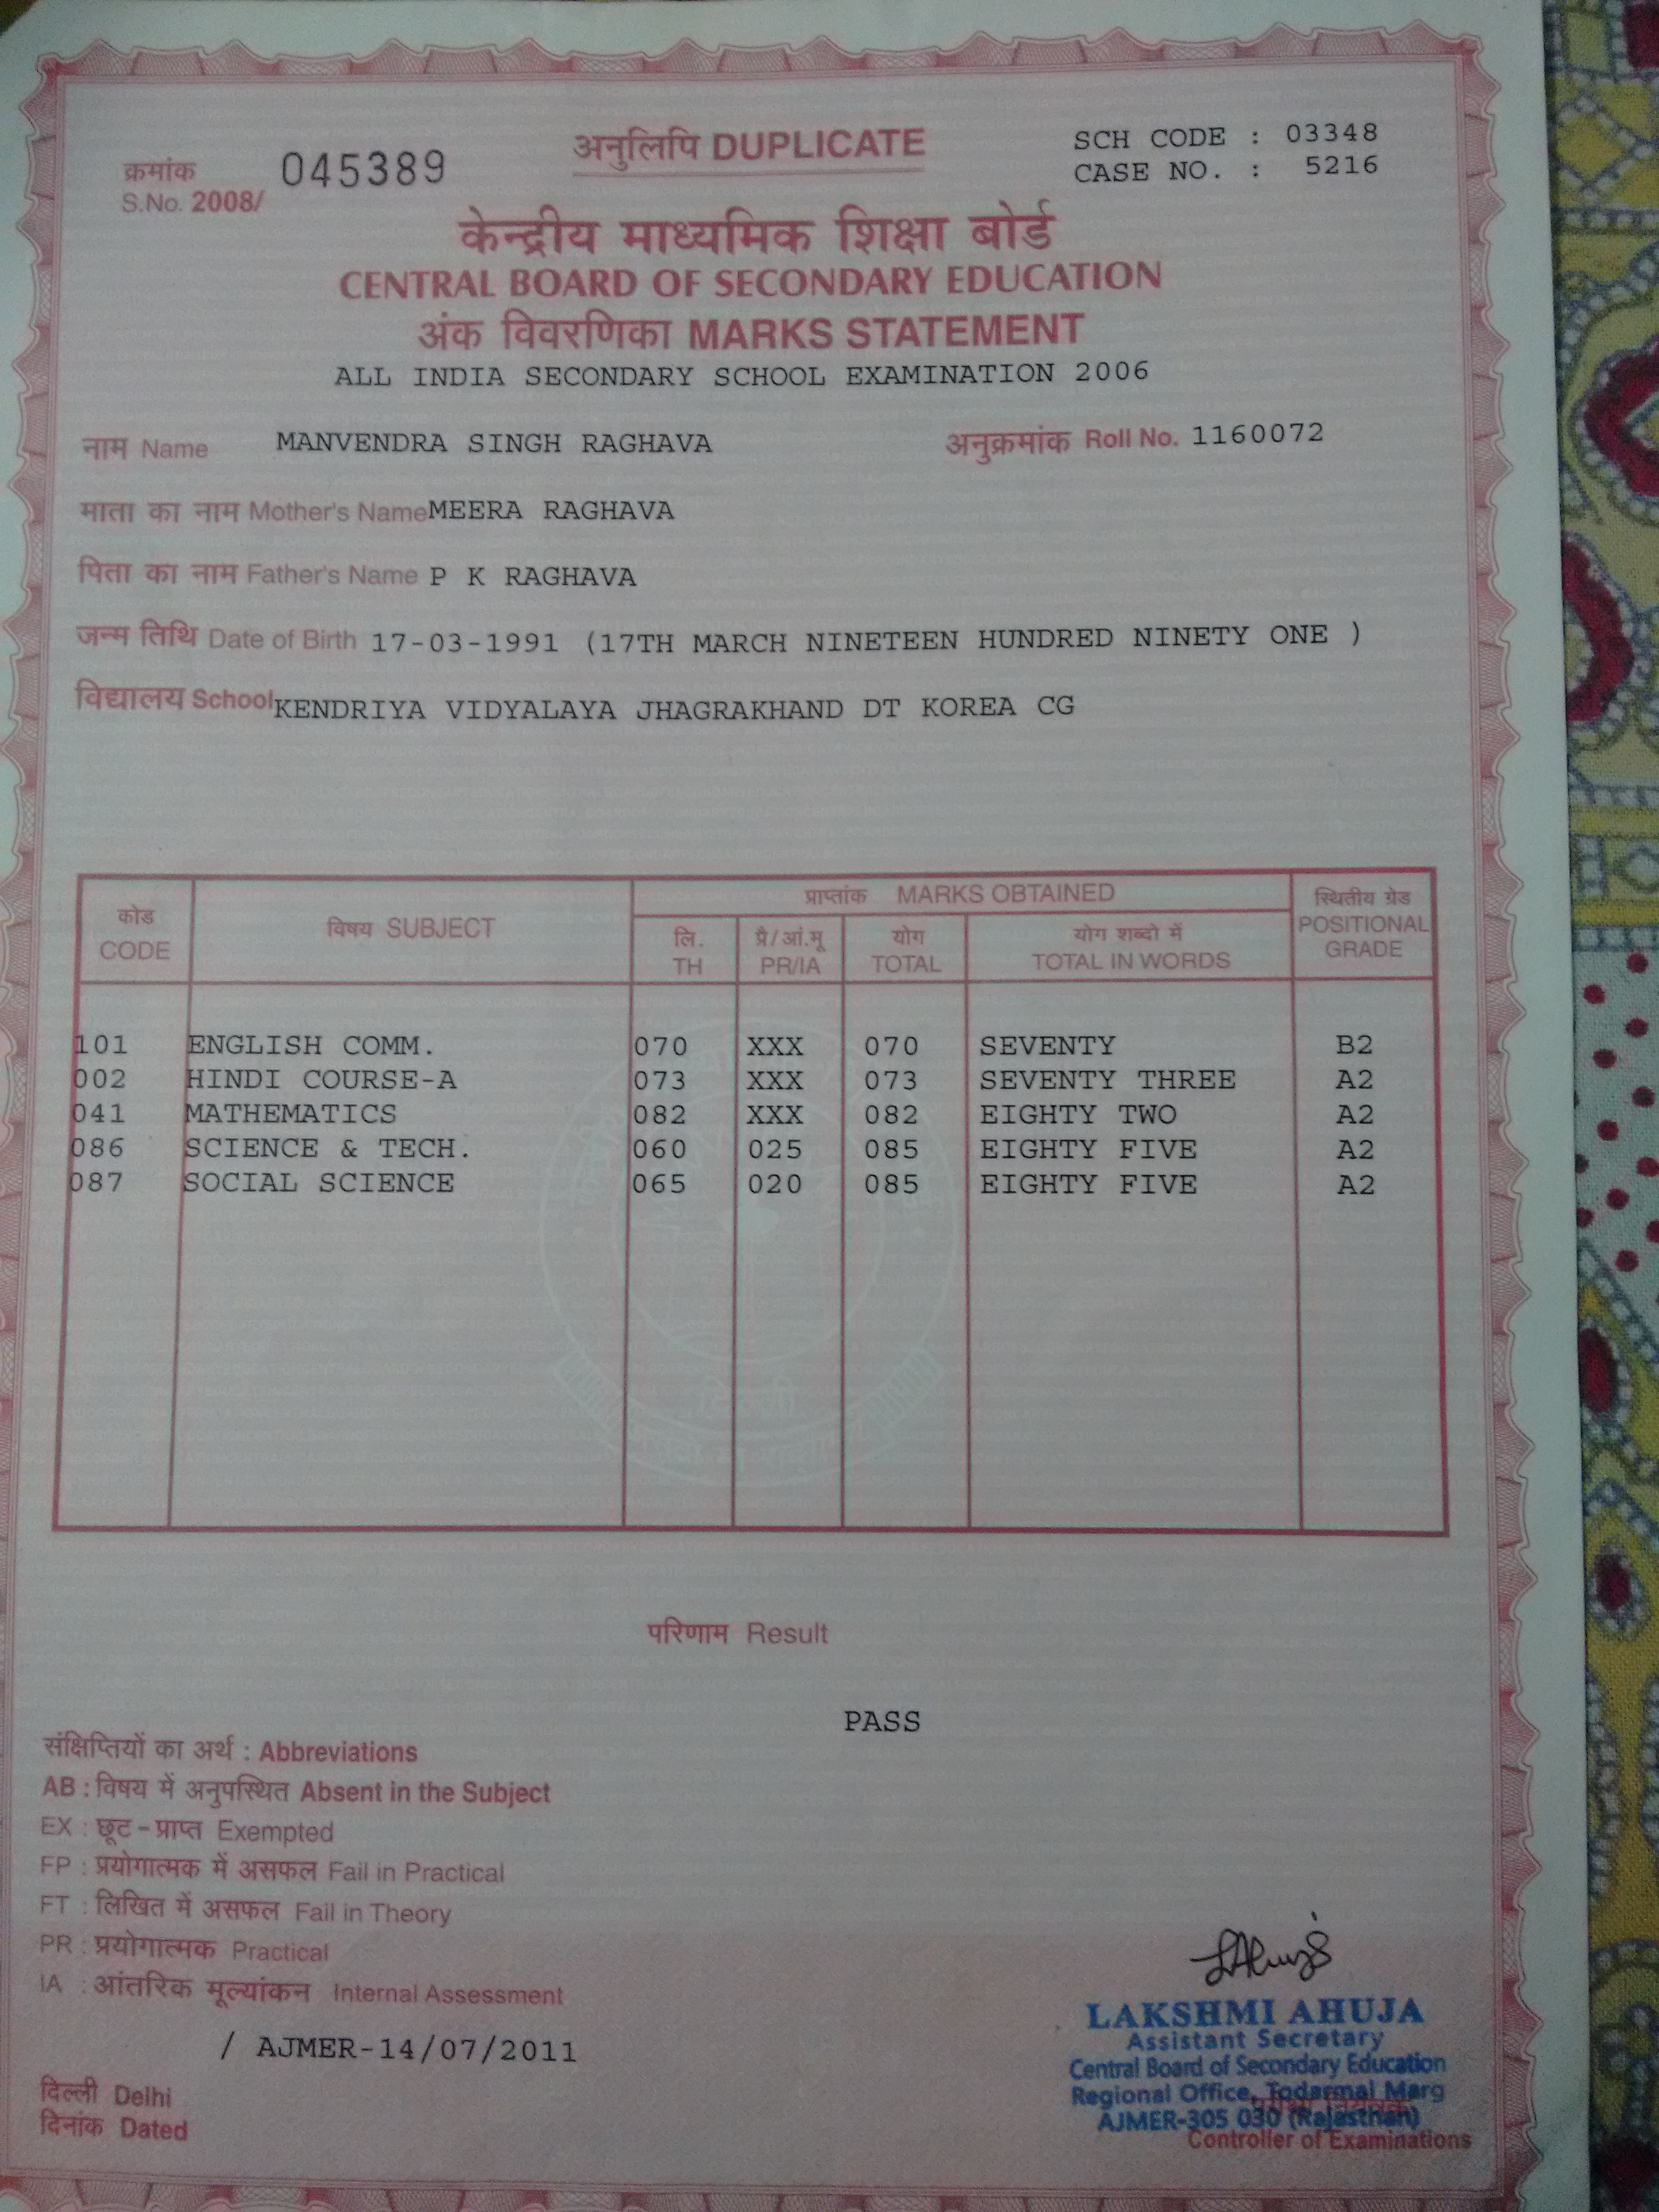 अनुलिपि DUPLICATE
SCH CODE : 03348
क्रमांक
S.No. 2008/ 045389
CASE NO. : 5216
केन्द्रीय माध्यमिक शिक्षा बोर्ड
CENTRAL BOARD OF SECONDARY EDUCATION
अंक विवरणिका MARKS STATEMENT
ALL INDIA SECONDARY SCHOOL EXAMINATION 2006
नाम Name MANVENDRA SINGH RAGHAVA अनुक्रमांक Roll No. 1160072
माता का नाम Mother's Name MEERA RAGHAVA
पिता का नाम Father's Name P K RAGHAVA
जन्म तिथि Date of Birth 17-03-1991 (17TH MARCH NINETEEN HUNDRED NINETY ONE )
विद्यालय School KENDRIYA VIDYALAYA JHAGRAKHAND DT KOREA CG
कोड
CODE
विषय SUBJECT
प्राप्तांक MARKS OBTAINED
लि.
TH
प्रै/आं.मू
PR/IA
योग
TOTAL
योग शब्दो में
TOTAL IN WORDS
स्थितीय ग्रेड
POSITIONAL
GRADE
101 ENGLISH COMM. 070 XXX 070 SEVENTY B2
002 HINDI COURSE-A 073 XXX 073 SEVENTY THREE A2
041 MATHEMATICS 082 XXX 082 EIGHTY TWO A2
086 SCIENCE & TECH. 060 025 085 EIGHTY FIVE A2
087 SOCIAL SCIENCE 065 020 085 EIGHTY FIVE A2
परिणाम Result
PASS
संक्षिप्तियों का अर्थ : Abbreviations
AB : विषय में अनुपस्थित Absent in the Subject
EX : छूट-प्राप्त Exempted
FP : प्रयोगात्मक में असफल Fail in Practical
FT : लिखित में असफल Fail in Theory
PR : प्रयोगात्मक Practical
IA : आंतरिक मूल्यांकन Internal Assessment
/ AJMER-14/07/2011
दिल्ली Delhi
दिनांक Dated
LAKSHMI AHUJA
Assistant Secretary
Central Board of Secondary Education
Regional Office, Todarmal Marg
AJMER-305 030 (Rajasthan)
Controller of Examinations